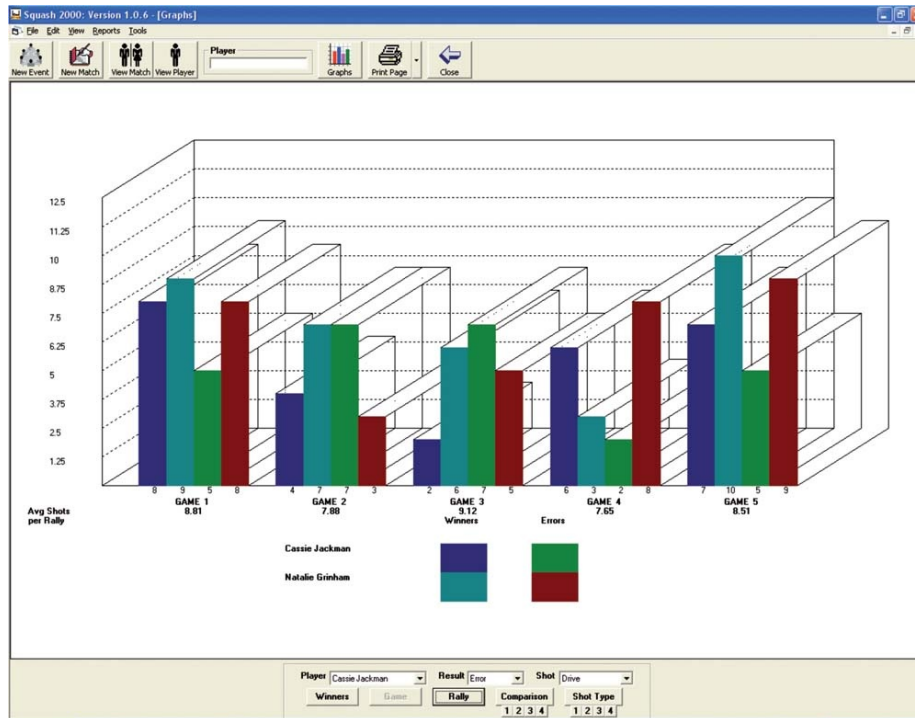 Squash 2000: Version 1.0.6 - [Graphs]
File Edit View Reports Tools
Player
New Event New Match View Match View Player Graphs Print Page Close
12.5
11.25
10
8.75
7.5
6.25
5
3.75
2.5
1.25
8 9 5 8 4 7 7 3 2 6 7 5 6 3 2 8 7 10 5 9
GAME 1 GAME 2 GAME 3 GAME 4 GAME 5
Avg Shots 8.81 7.88 9.12 7.65 8.51
per Rally Winners Errors
Cassie Jackman
Natalie Grinham
Player Cassie Jackman Result Error Shot Drive
Winners Game Rally Comparison Shot Type
1 2 3 4 1 2 3 4